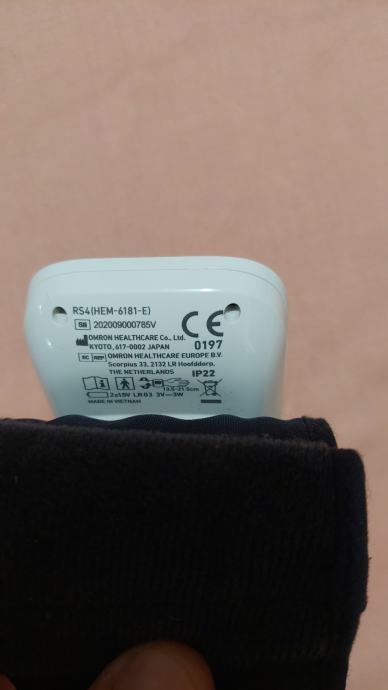 RS4(HEM-6181-E)
SN 202009000785V
CE
OMRON HEALTHCARE Co., Ltd.
KYOTO, 617-0002 JAPAN
0197
EC REP OMRON HEALTHCARE EUROPE B.V.
Scorpius 33, 2132 LR Hoofddorp,
THE NETHERLANDS
IP22
13.5-21.5cm
2x1.5V LR03 3V⎓3W
MADE IN VIETNAM